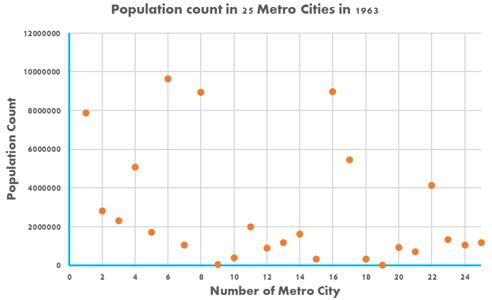 Population count in 25 Metro Cities in 1963
12000000
10000000
8000000
6000000
4000000
2000000
0
0 2 4 6 8 10 12 14 16 18 20 22 24
Population Count
Number of Metro City